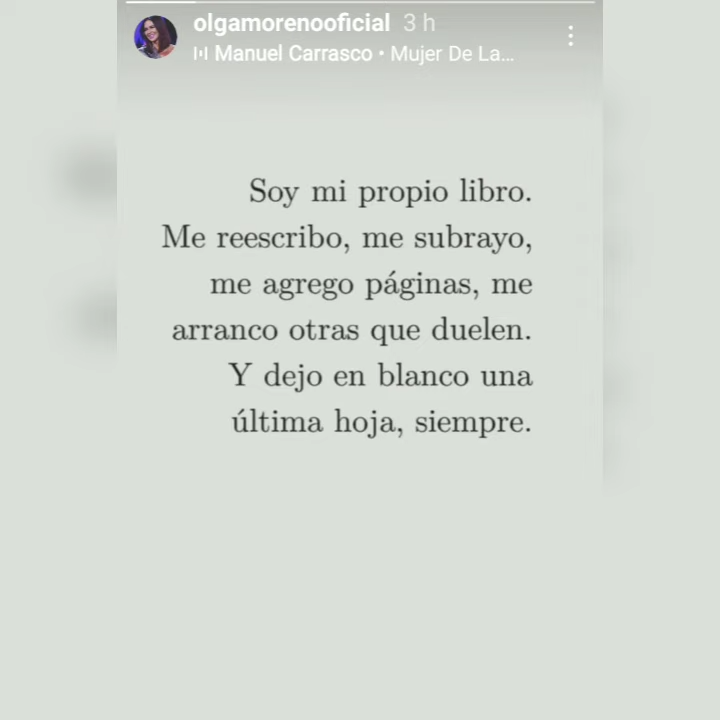 olgamorenooficial 3 h
Manuel Carrasco • Mujer De La...
Soy mi propio libro.
Me reescribo, me subrayo,
me agrego páginas, me
arranco otras que duelen.
Y dejo en blanco una
última hoja, siempre.